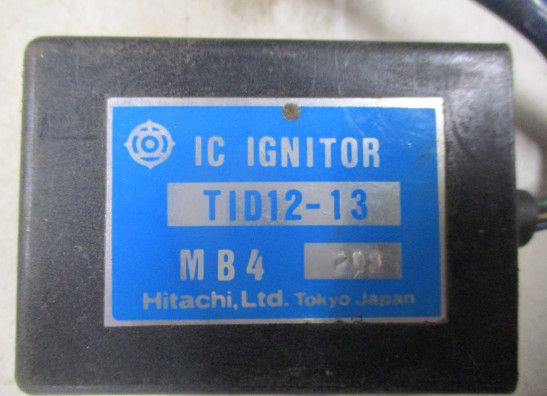 IC IGNITOR
TID12-13
MB4
Hitachi, Ltd. Tokyo Japan